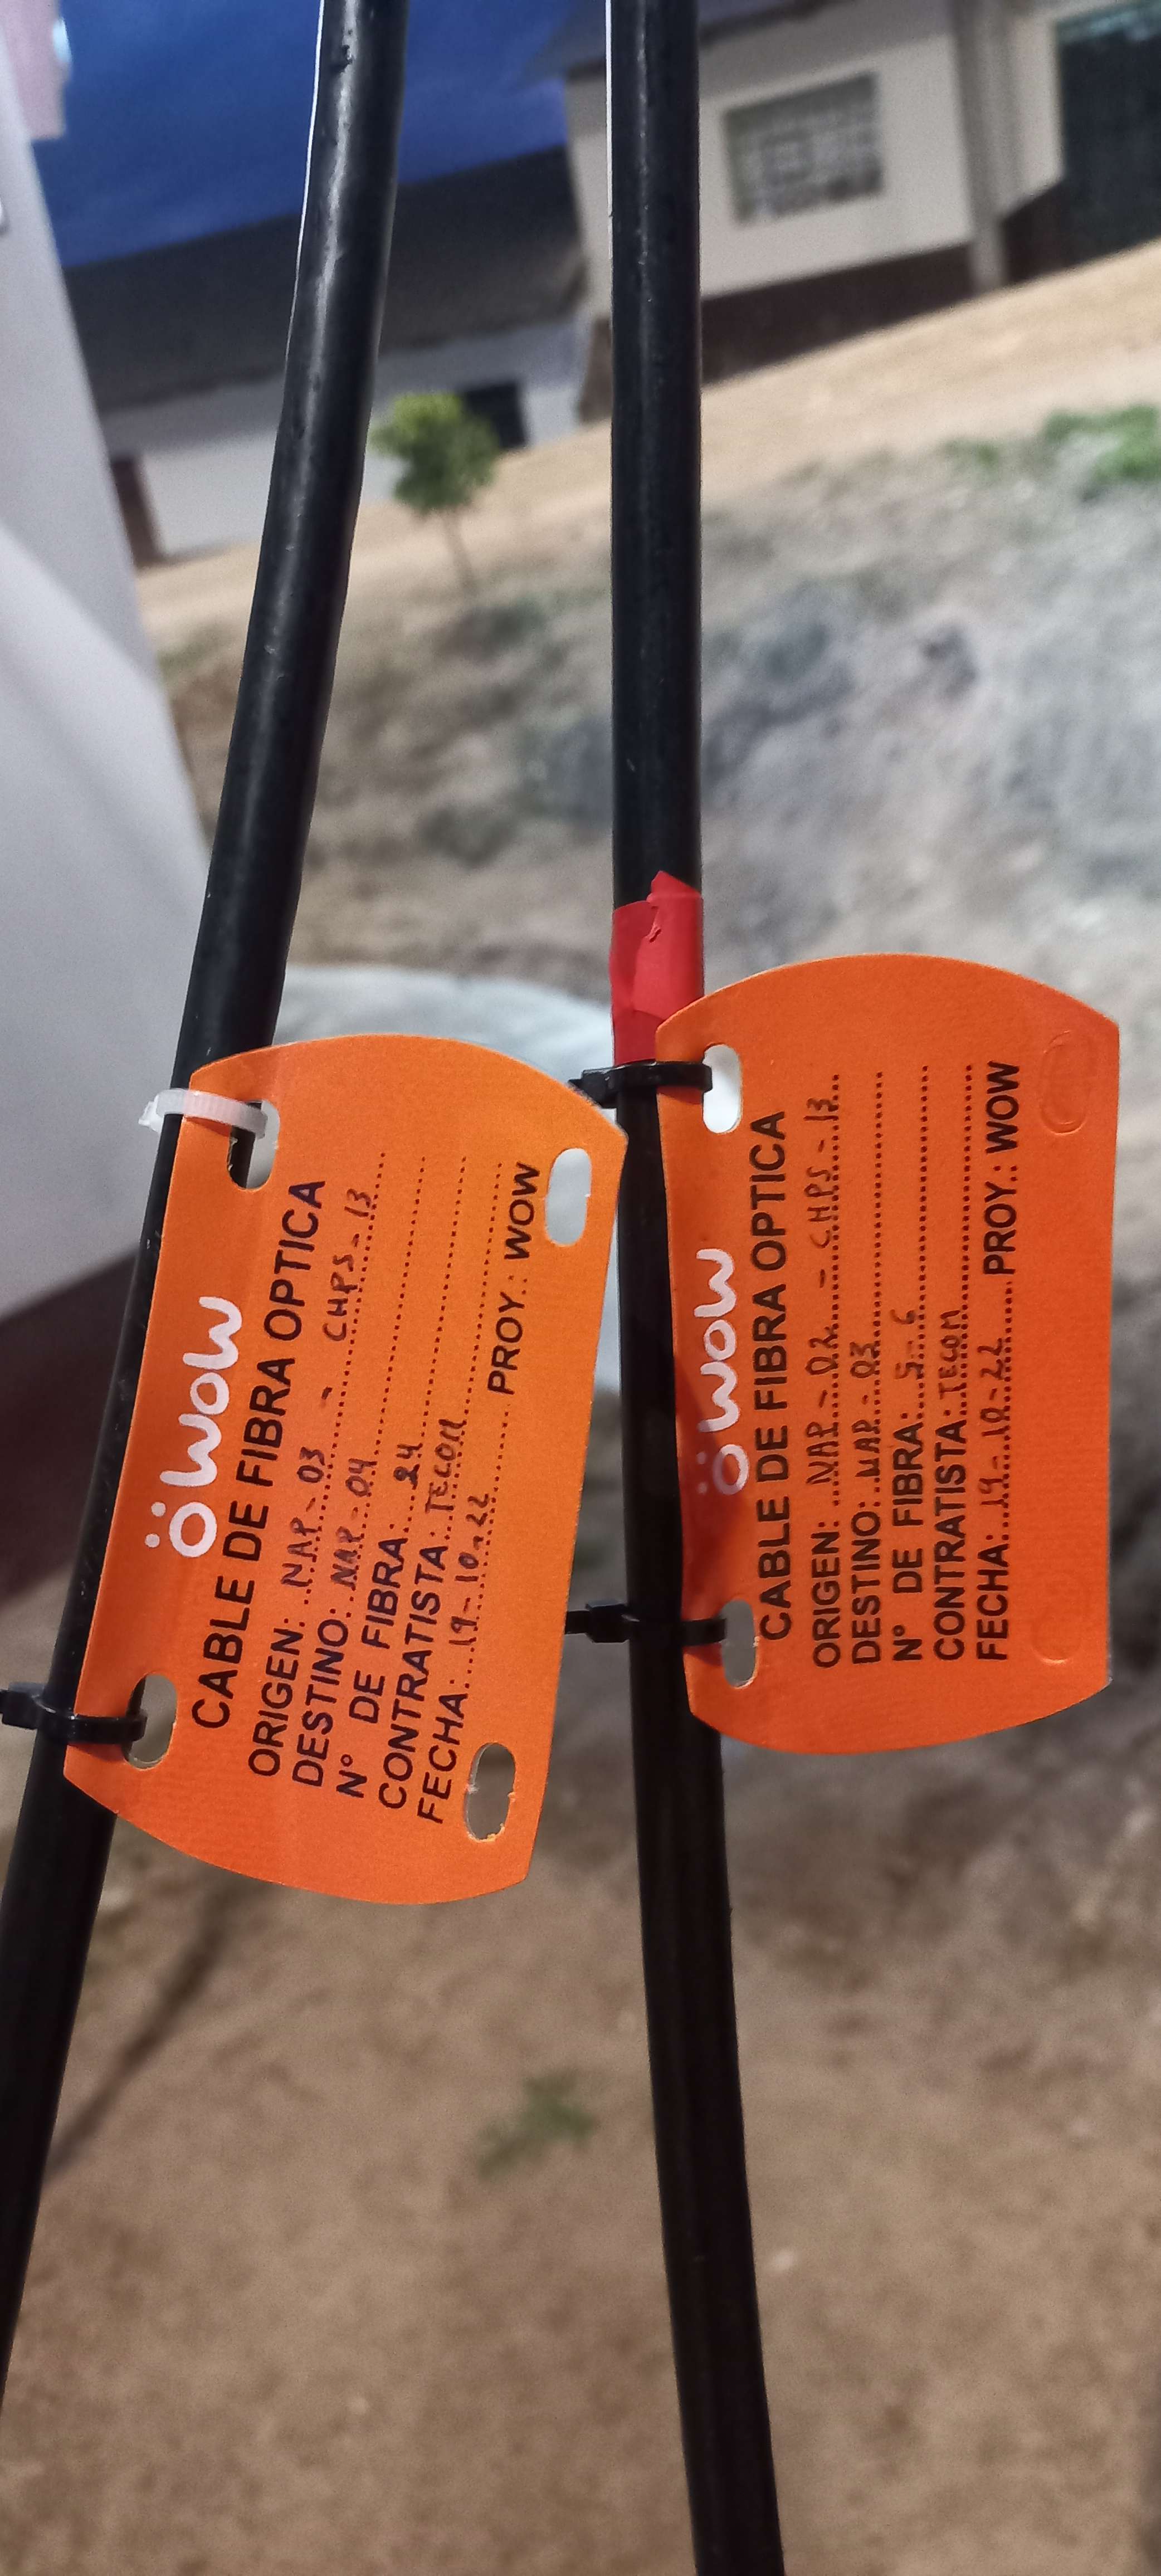 wow
CABLE DE FIBRA OPTICA
ORIGEN: NAP - 03 - CHPS - 13
DESTINO: NAP - 04
N° DE FIBRA: 24
CONTRATISTA: TECOM
FECHA: 19 - 10 - 22 PROY.: WOW
wow
CABLE DE FIBRA OPTICA
ORIGEN: NAP - 02 - CHPS - 13
DESTINO: NAP - 03
N° DE FIBRA: 5 - 6
CONTRATISTA: TECOM
FECHA: 19 - 10 - 22 PROY.: WOW